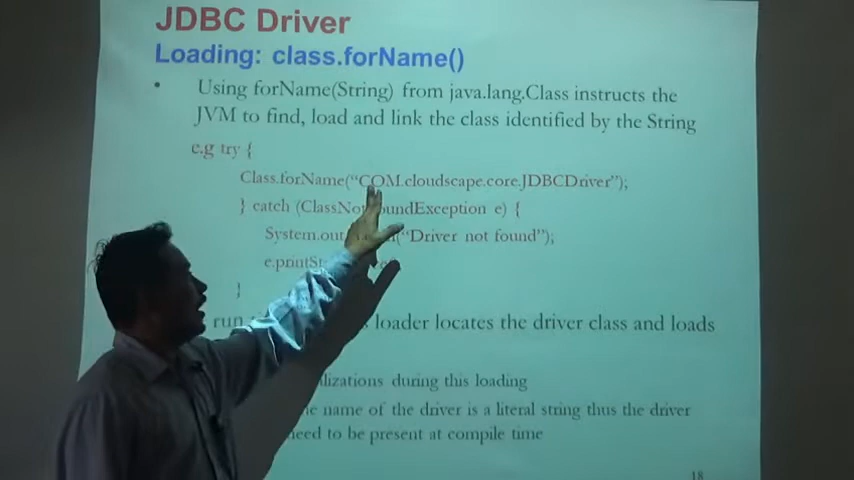 JDBC Driver
Loading: class.forName()
• Using forName(String) from java.lang.Class instructs the
JVM to find, load and link the class identified by the String
e.g try {
Class.forName("COM.cloudscape.core.JDBCDriver");
} catch (ClassNotFoundException e) {
System.out. ("Driver not found");
e.printSt
}
run loader locates the driver class and loads
during this loading
name of the driver is a literal string thus the driver
need to be present at compile time
18